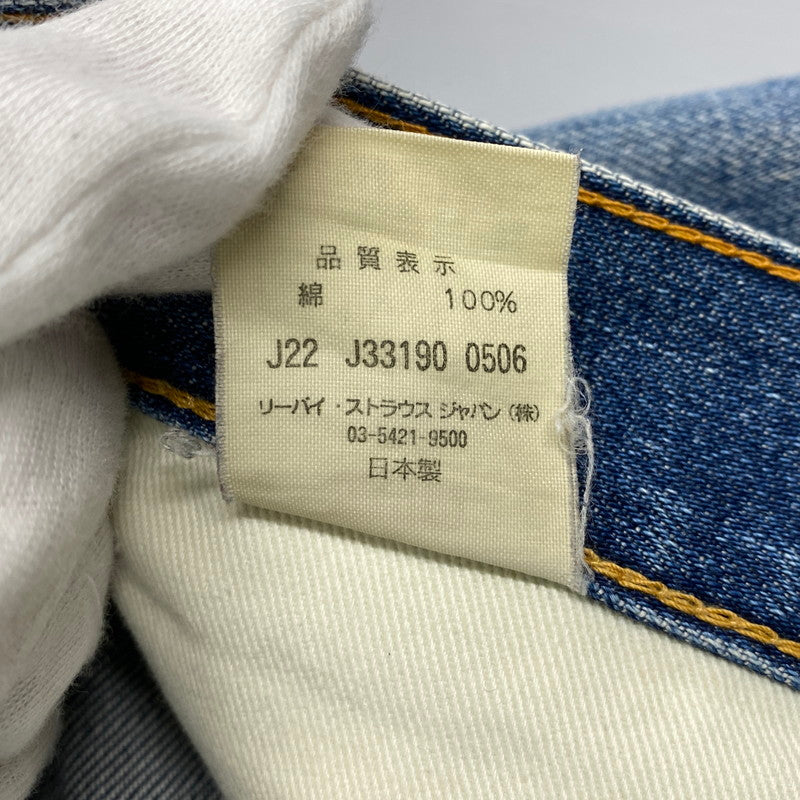 品質表示
綿 100%
J22 J33190 0506
リーバイ・ストラウス ジャパン(株)
03-5421-9500
日本製